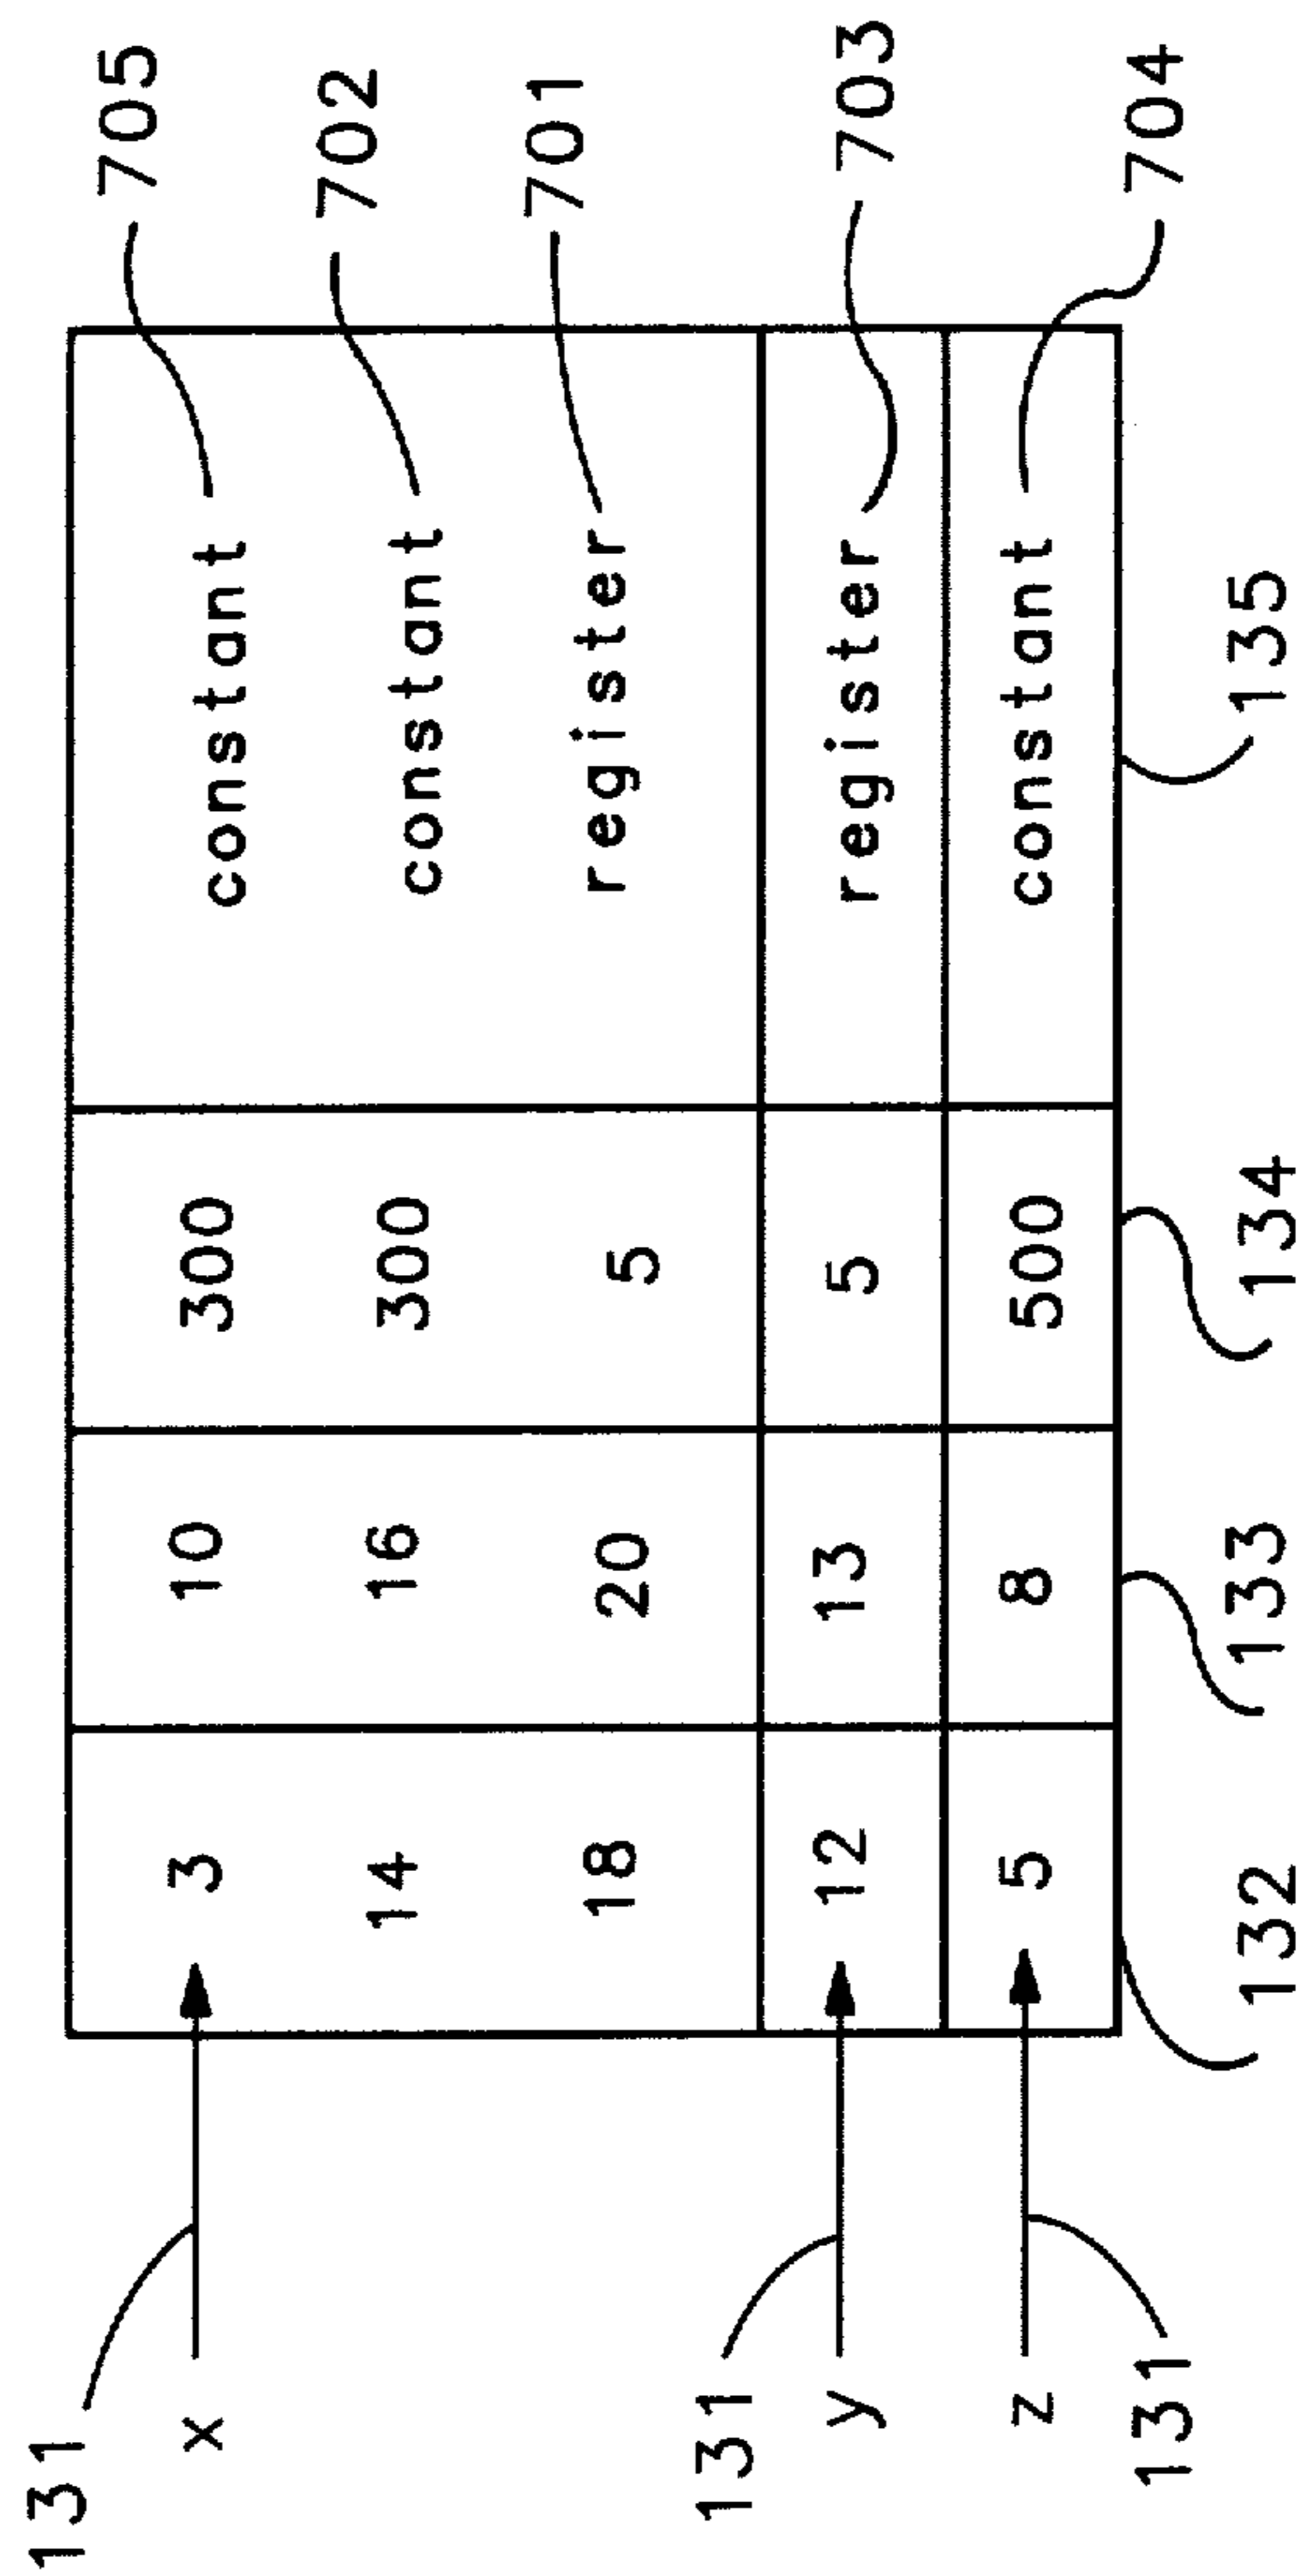 131
x 3 10 300 constant 705
14 16 300 constant 702
18 20 5 register 701
131
y 12 13 5 register 703
z 5 8 500 constant 704
131
132 133 134 135